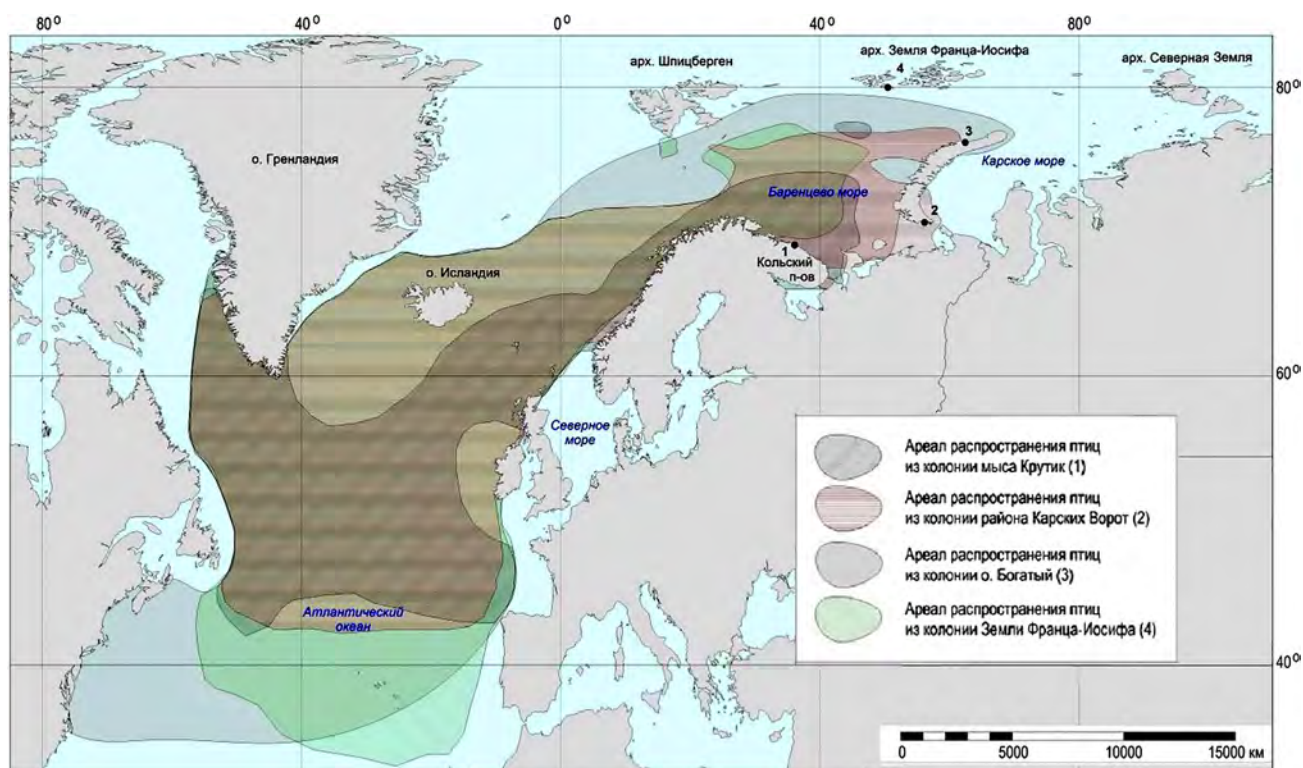 80⁰
40⁰
0⁰
40⁰
80⁰
арх. Шпицберген
арх. Земля Франца-Иосифа
4
арх. Северная Земля
80⁰
о. Гренландия
3
Карское море
Баренцево море
2
1
Кольский
п-ов
о. Исландия
60⁰
Северное
море
Атлантический
океан
40⁰
Ареал распространения птиц
из колонии мыса Крутик (1)
Ареал распространения птиц
из колонии района Карских Ворот (2)
Ареал распространения птиц
из колонии о. Богатый (3)
Ареал распространения птиц
из колонии Земли Франца-Иосифа (4)
0 5000 10000 15000 км